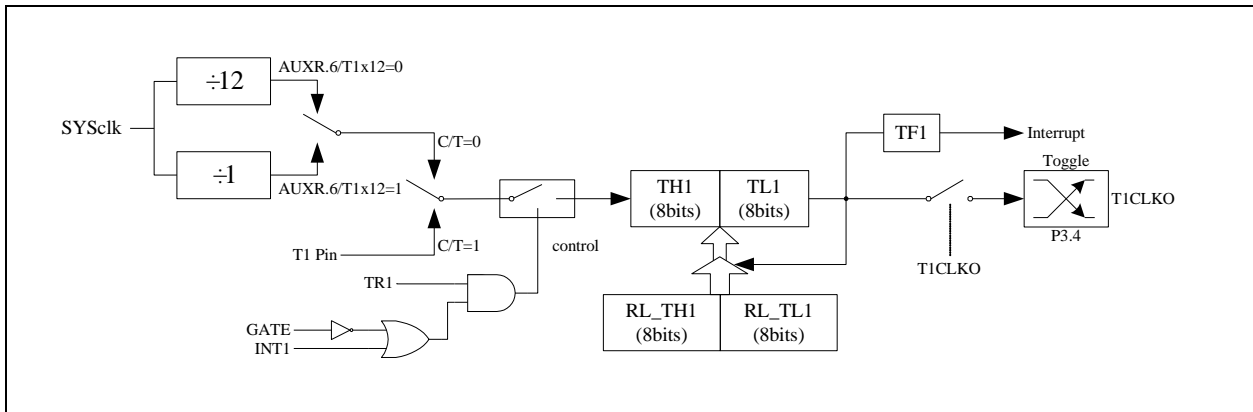 ÷12
AUXR.6/T1x12=0
SYSclk
÷1
AUXR.6/T1x12=1
C/T=0
T1 Pin
C/T=1
control
TR1
GATE
INT1
TH1
(8bits)
TL1
(8bits)
RL_TH1
(8bits)
RL_TL1
(8bits)
TF1
Interrupt
Toggle
T1CLKO
P3.4
T1CLKO